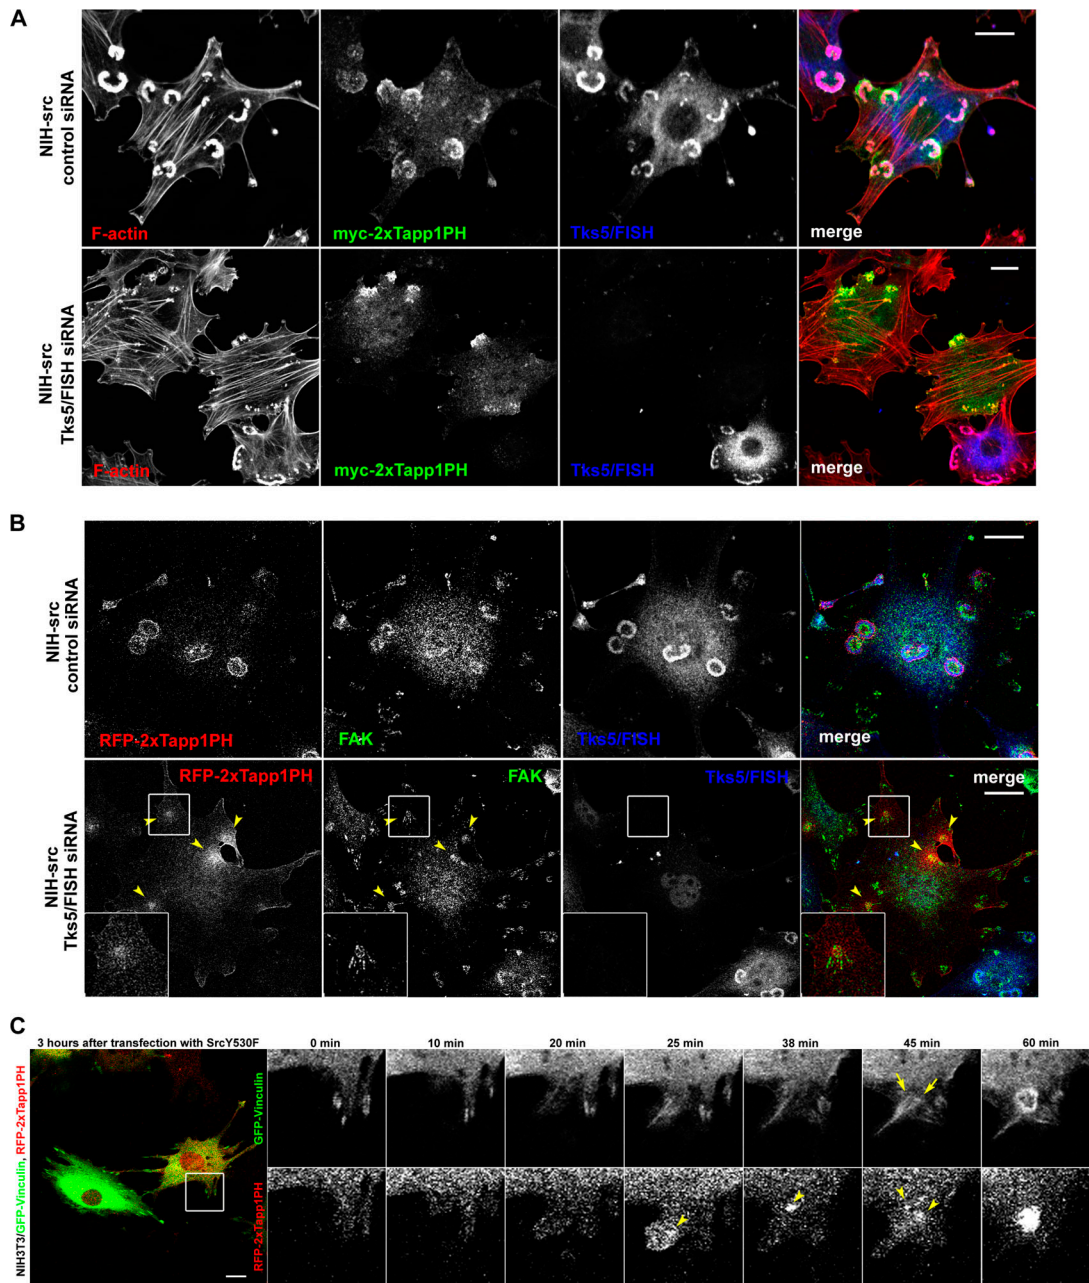 A
NIH-src
control siRNA
F-actin
myc-2xTapp1PH
Tks5/FISH
merge
NIH-src
Tks5/FISH siRNA
F-actin
myc-2xTapp1PH
Tks5/FISH
merge
B
NIH-src
control siRNA
RFP-2xTapp1PH
FAK
Tks5/FISH
merge
NIH-src
Tks5/FISH siRNA
RFP-2xTapp1PH
FAK
Tks5/FISH
merge
C
3 hours after transfection with SrcY530F
0 min
10 min
20 min
25 min
38 min
45 min
60 min
NIH3T3/GFP-Vinculin, RFP-2xTapp1PH
GFP-Vinculin
RFP-2xTapp1PH